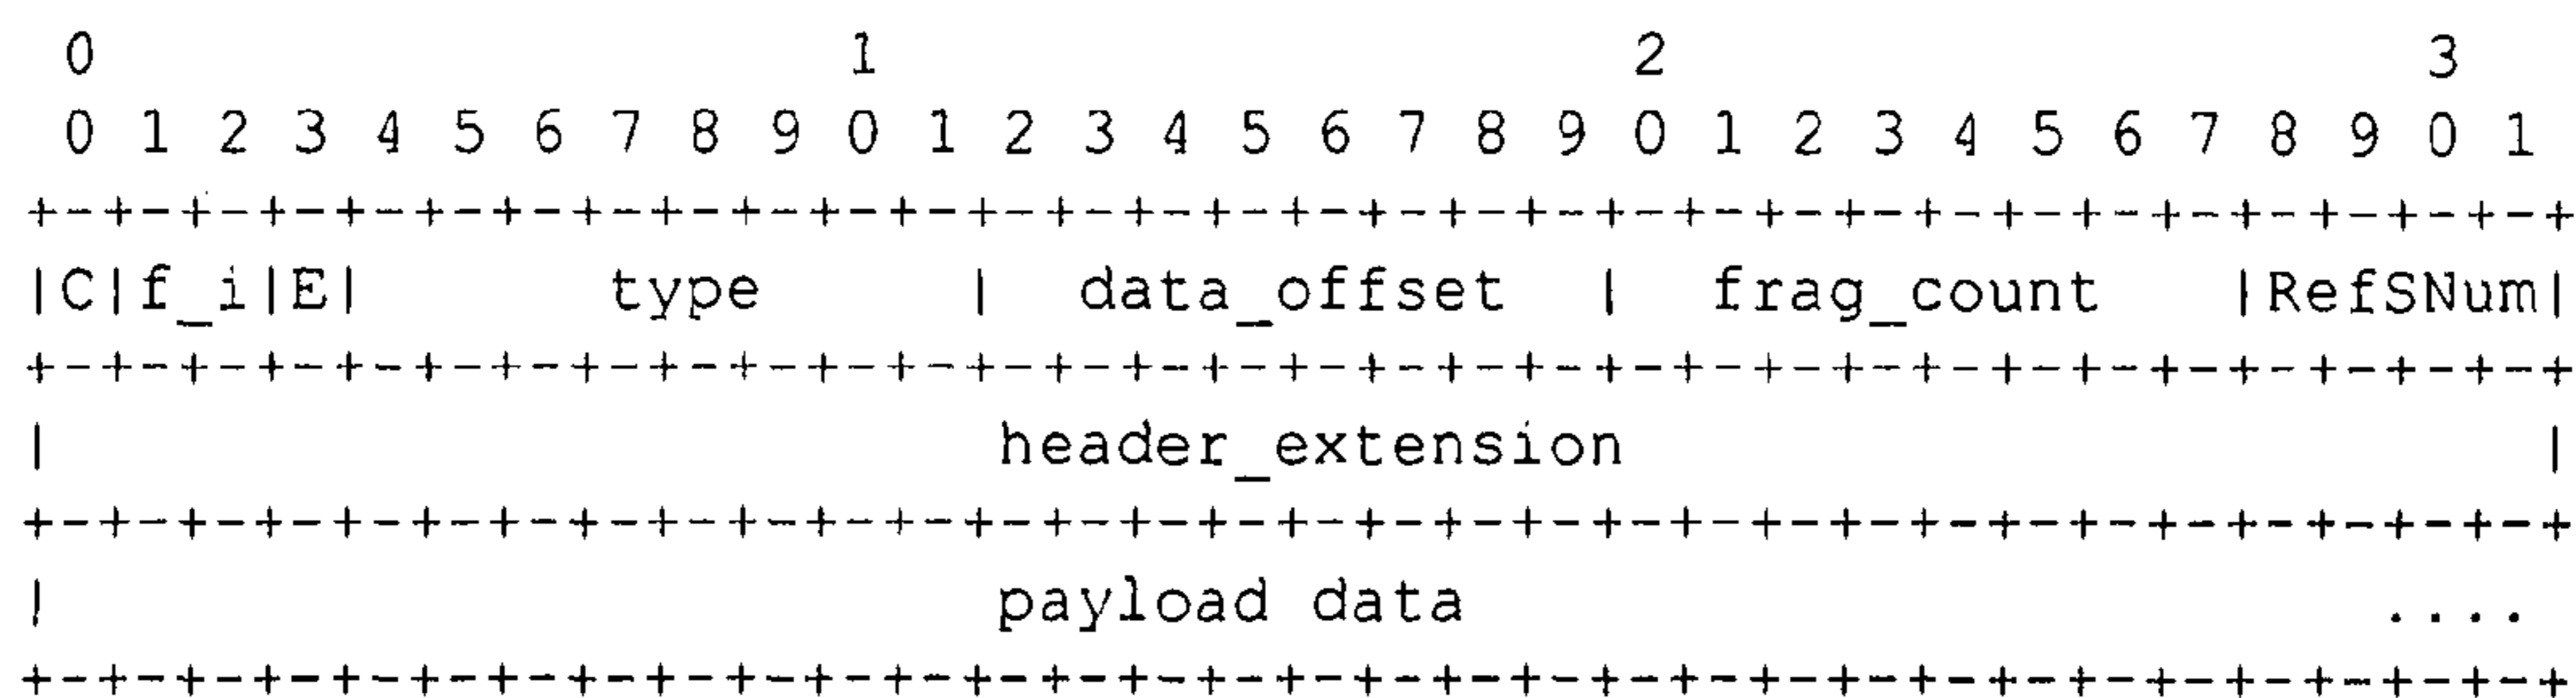 0                   1                   2                   3
 0 1 2 3 4 5 6 7 8 9 0 1 2 3 4 5 6 7 8 9 0 1 2 3 4 5 6 7 8 9 0 1
+-+-+-+-+-+-+-+-+-+-+-+-+-+-+-+-+-+-+-+-+-+-+-+-+-+-+-+-+-+-+-+-+
|C|f_i|E|      type     |  data_offset  |  frag_count   |RefSNum|
+-+-+-+-+-+-+-+-+-+-+-+-+-+-+-+-+-+-+-+-+-+-+-+-+-+-+-+-+-+-+-+-+
|                        header_extension                       |
+-+-+-+-+-+-+-+-+-+-+-+-+-+-+-+-+-+-+-+-+-+-+-+-+-+-+-+-+-+-+-+-+
|                        payload data                       ....
+-+-+-+-+-+-+-+-+-+-+-+-+-+-+-+-+-+-+-+-+-+-+-+-+-+-+-+-+-+-+-+-+